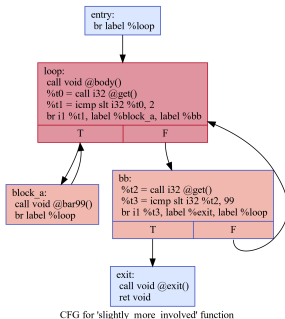 entry:
br label %loop
loop:
call void @body()
%t0 = call i32 @get()
%t1 = icmp slt i32 %t0, 2
br i1 %t1, label %block_a, label %bb
T F
block_a:
call void @bar99()
br label %loop
bb:
%t2 = call i32 @get()
%t3 = icmp slt i32 %t2, 99
br i1 %t3, label %exit, label %loop
T F
exit:
call void @exit()
ret void
CFG for 'slightly_more_involved' function